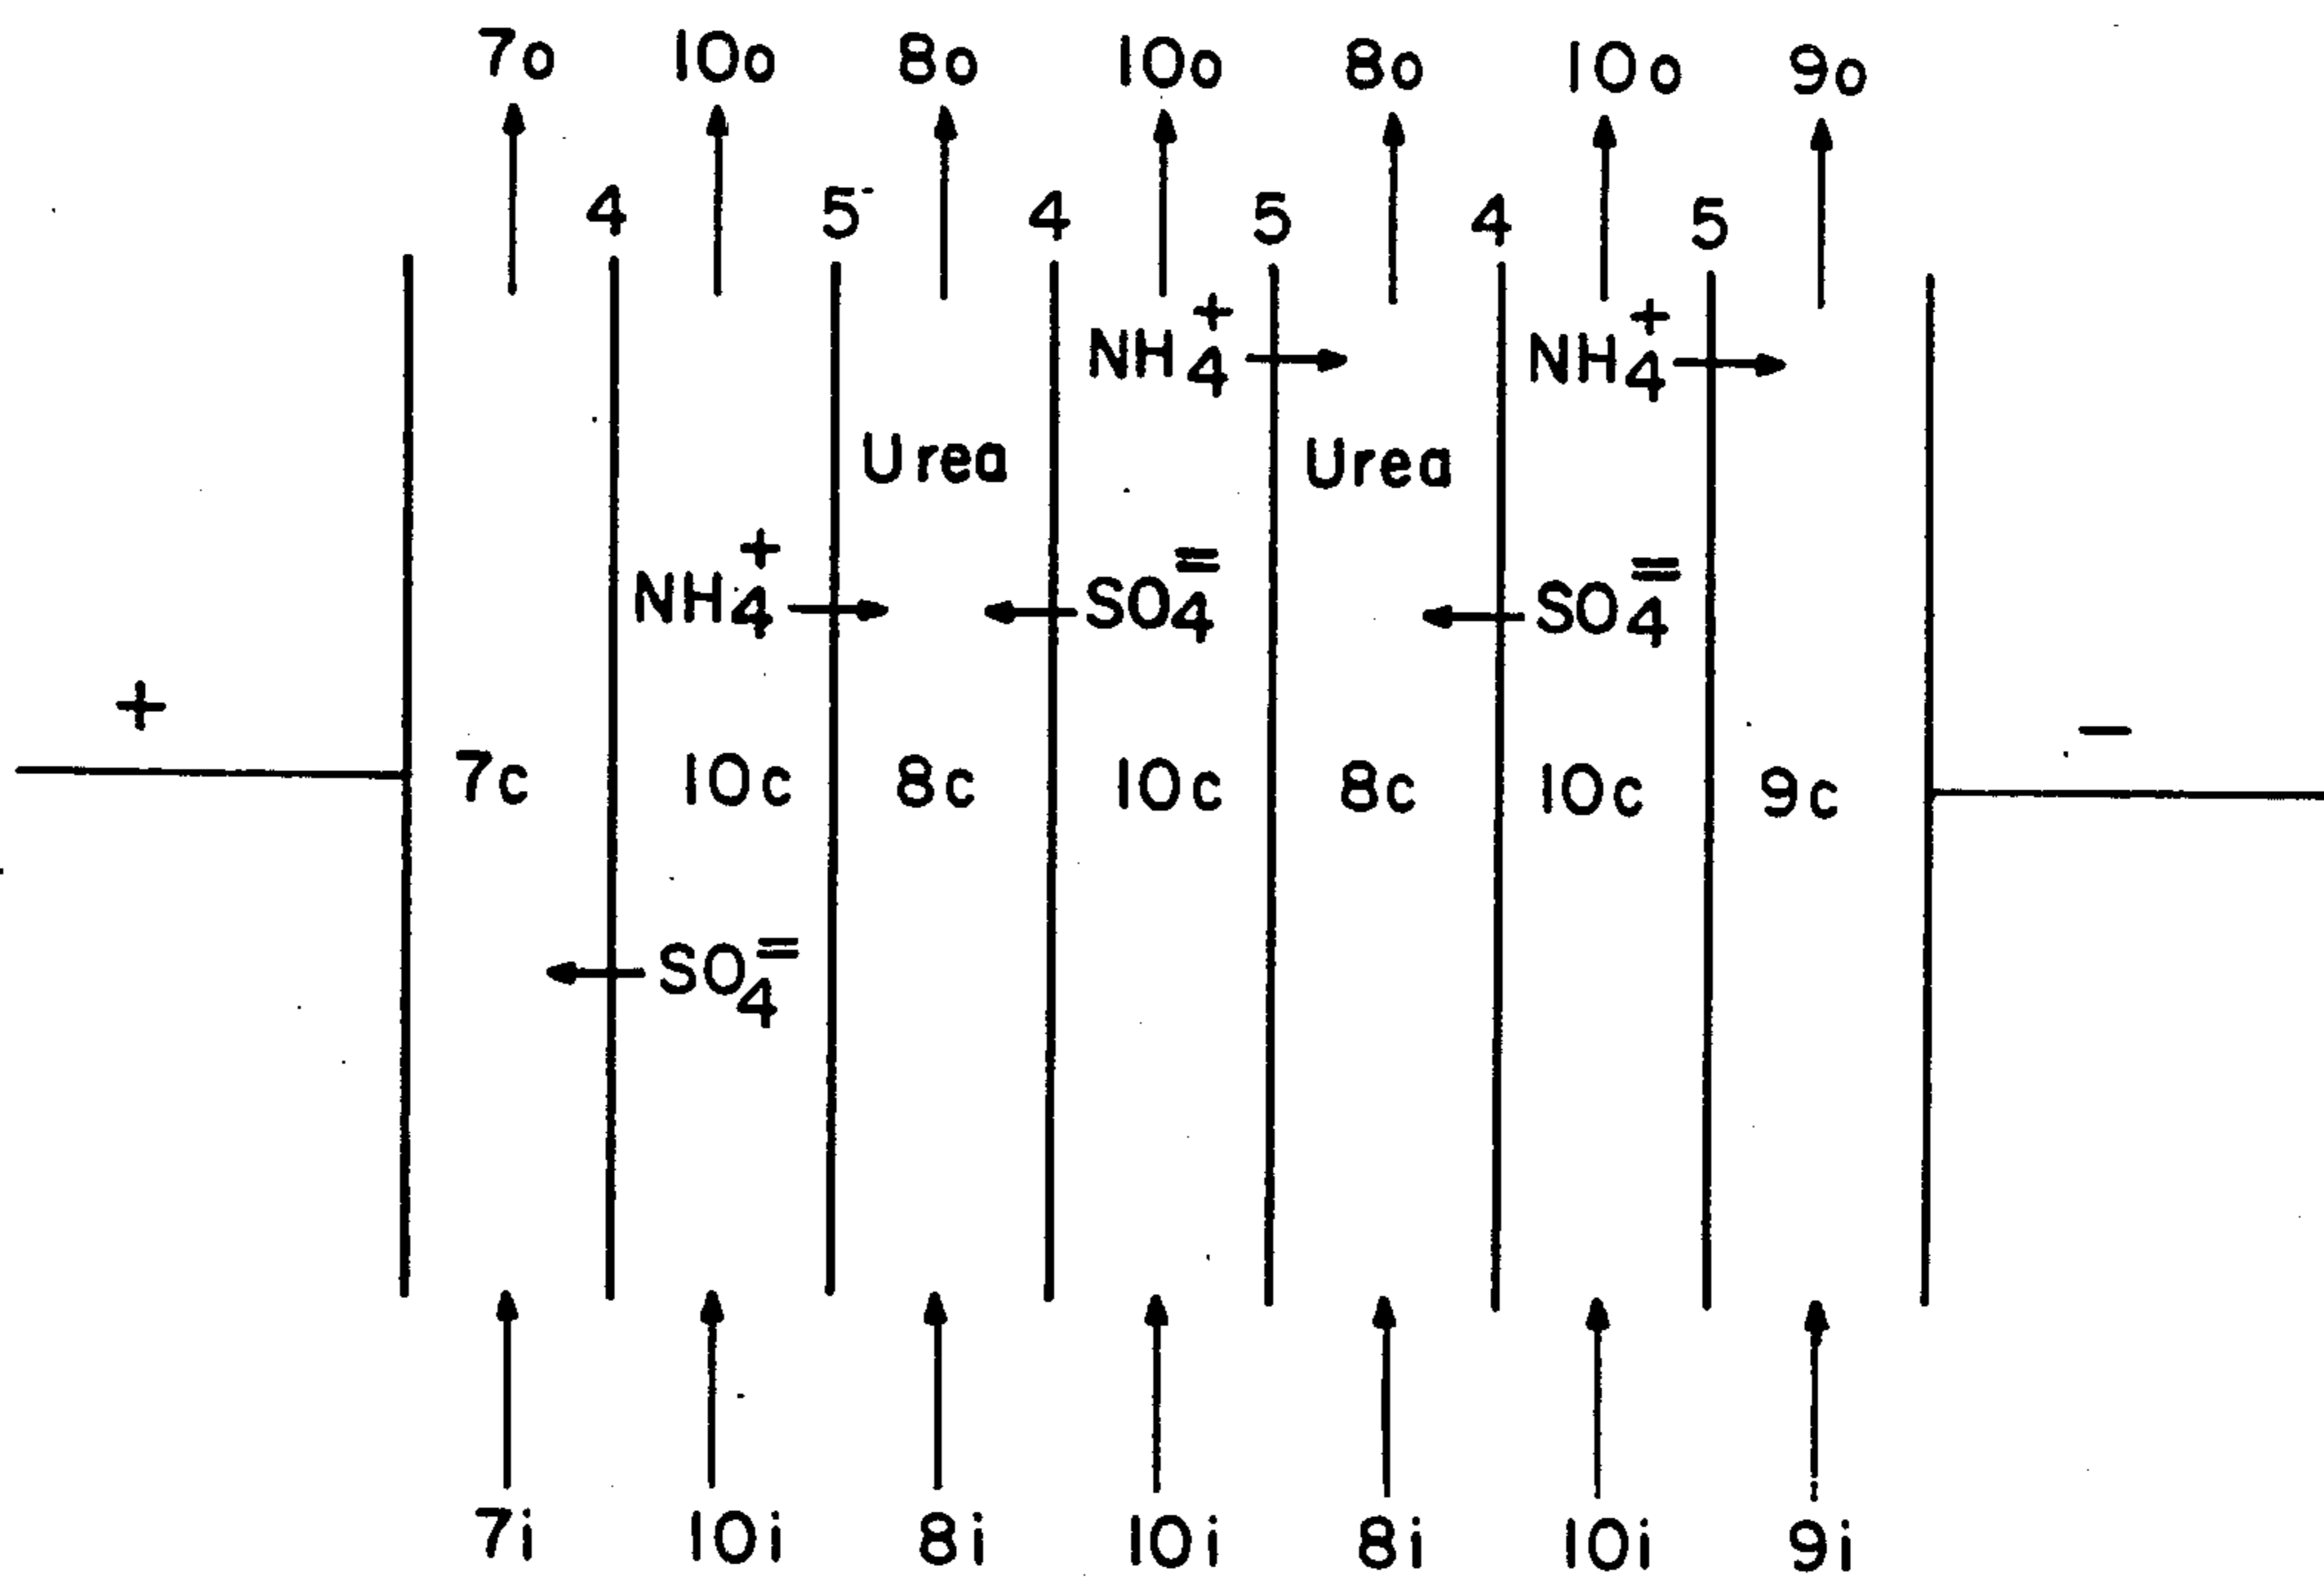 7o 10o 8o 10o 8o 10o 9o
4 5 4 5 4 5
NH4+ NH4+
Urea Urea
NH4+ SO4= SO4=
+ −
7c 10c 8c 10c 8c 10c 9c
SO4=
7i 10i 8i 10i 8i 10i 9i